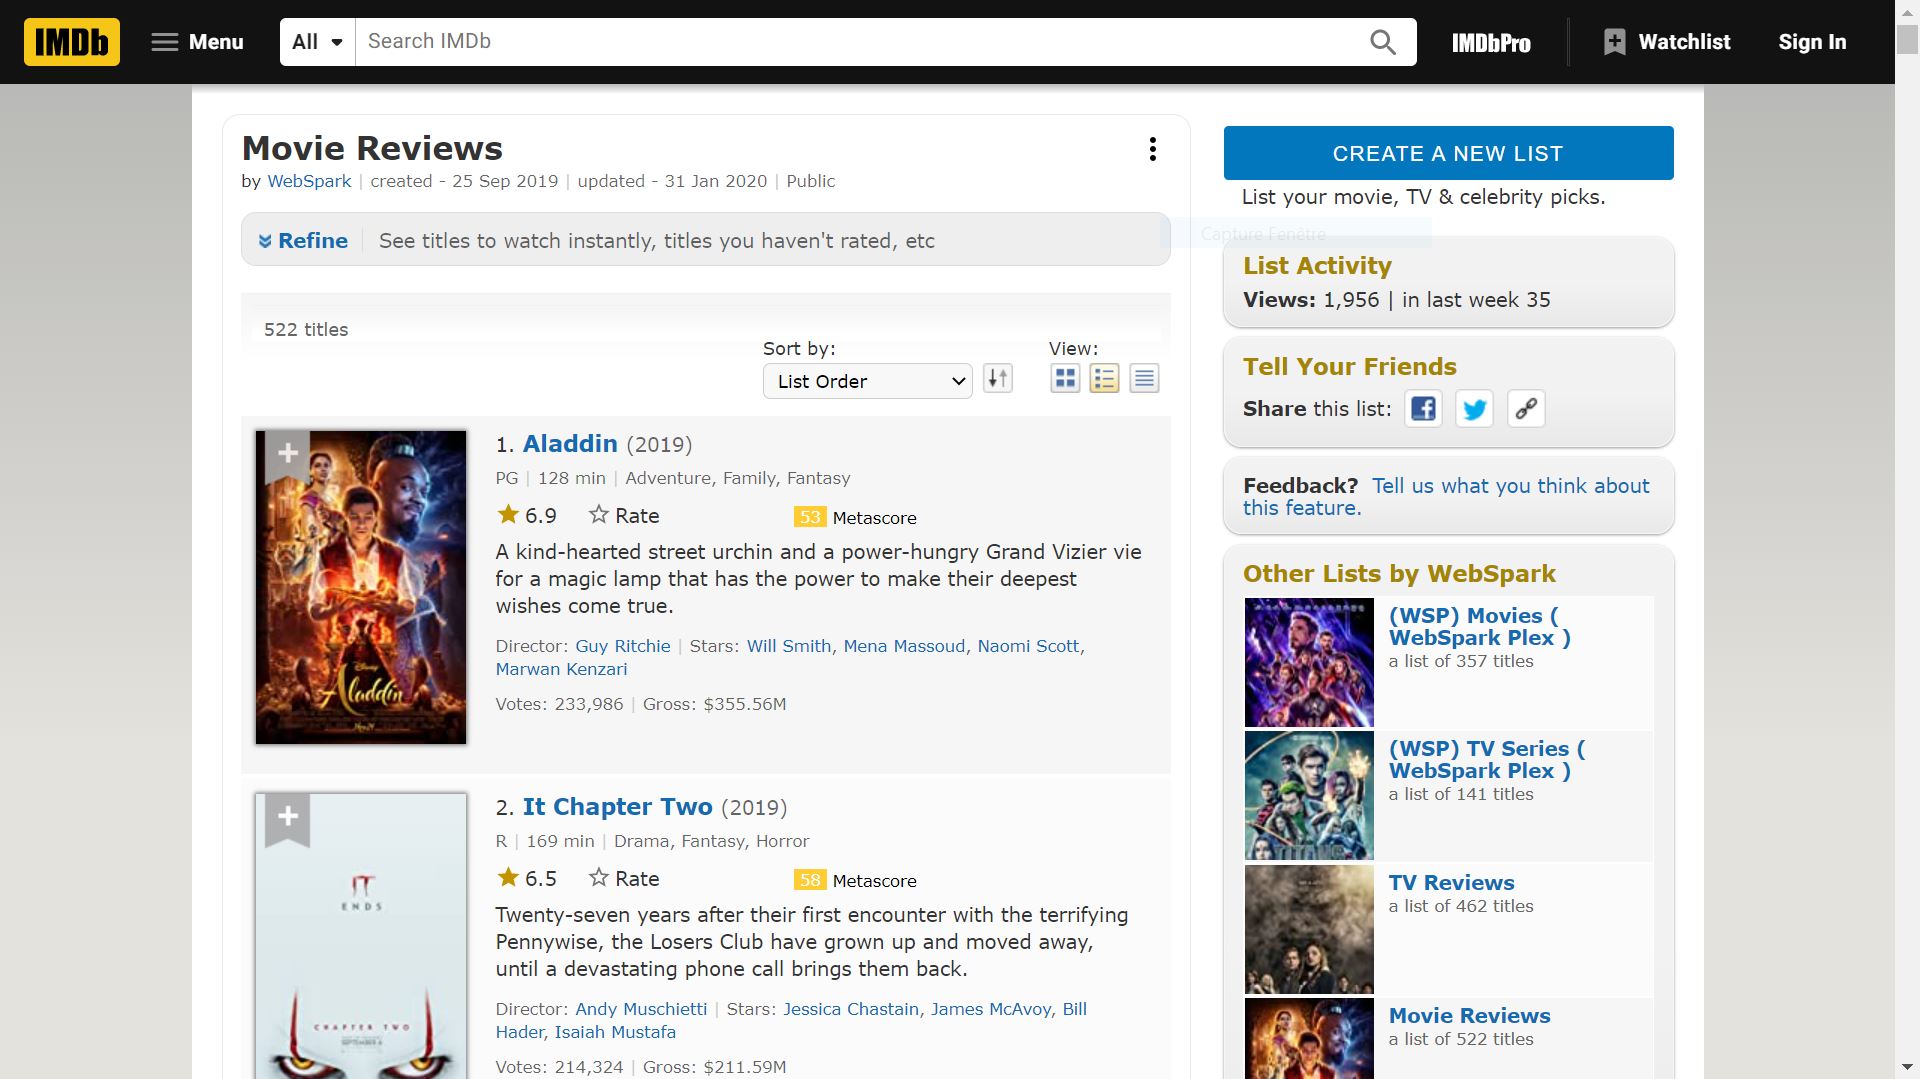 IMDb
Menu
All
Search IMDb
IMDbPro
Watchlist
Sign In
Movie Reviews
by WebSpark | created - 25 Sep 2019 | updated - 31 Jan 2020 | Public
Refine
See titles to watch instantly, titles you haven't rated, etc
522 titles
Sort by:
List Order
View:
1. Aladdin (2019)
PG | 128 min | Adventure, Family, Fantasy
6.9
Rate
53 Metascore
A kind-hearted street urchin and a power-hungry Grand Vizier vie
for a magic lamp that has the power to make their deepest
wishes come true.
Director: Guy Ritchie | Stars: Will Smith, Mena Massoud, Naomi Scott,
Marwan Kenzari
Votes: 233,986 | Gross: $355.56M
Disney
Aladdin
2. It Chapter Two (2019)
R | 169 min | Drama, Fantasy, Horror
6.5
Rate
58 Metascore
Twenty-seven years after their first encounter with the terrifying
Pennywise, the Losers Club have grown up and moved away,
until a devastating phone call brings them back.
Director: Andy Muschietti | Stars: Jessica Chastain, James McAvoy, Bill
Hader, Isaiah Mustafa
Votes: 214,324 | Gross: $211.59M
IT
ENDS
CHAPTER TWO
SEPTEMBER 6
CREATE A NEW LIST
List your movie, TV & celebrity picks.
Capture Fenêtre
List Activity
Views: 1,956 | in last week 35
Tell Your Friends
Share this list:
Feedback? Tell us what you think about
this feature.
Other Lists by WebSpark
(WSP) Movies (
WebSpark Plex )
a list of 357 titles
(WSP) TV Series (
WebSpark Plex )
a list of 141 titles
TV Reviews
a list of 462 titles
Movie Reviews
a list of 522 titles